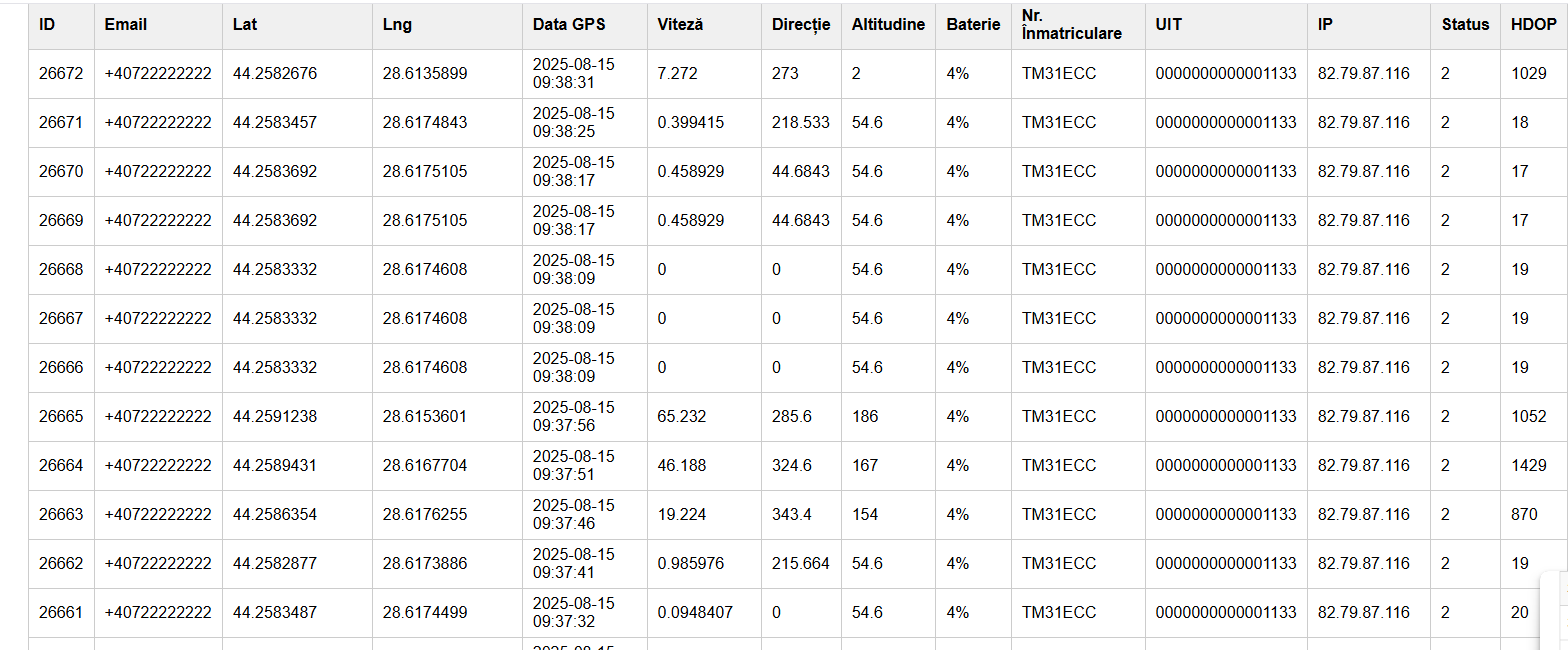 ID Email Lat Lng Data GPS Viteză Direcție Altitudine Baterie Nr. Înmatriculare UIT IP Status HDOP
26672 +40722222222 44.2582676 28.6135899 2025-08-15 09:38:31 7.272 273 2 4% TM31ECC 0000000000001133 82.79.87.116 2 1029
26671 +40722222222 44.2583457 28.6174843 2025-08-15 09:38:25 0.399415 218.533 54.6 4% TM31ECC 0000000000001133 82.79.87.116 2 18
26670 +40722222222 44.2583692 28.6175105 2025-08-15 09:38:17 0.458929 44.6843 54.6 4% TM31ECC 0000000000001133 82.79.87.116 2 17
26669 +40722222222 44.2583692 28.6175105 2025-08-15 09:38:17 0.458929 44.6843 54.6 4% TM31ECC 0000000000001133 82.79.87.116 2 17
26668 +40722222222 44.2583332 28.6174608 2025-08-15 09:38:09 0 0 54.6 4% TM31ECC 0000000000001133 82.79.87.116 2 19
26667 +40722222222 44.2583332 28.6174608 2025-08-15 09:38:09 0 0 54.6 4% TM31ECC 0000000000001133 82.79.87.116 2 19
26666 +40722222222 44.2583332 28.6174608 2025-08-15 09:38:09 0 0 54.6 4% TM31ECC 0000000000001133 82.79.87.116 2 19
26665 +40722222222 44.2591238 28.6153601 2025-08-15 09:37:56 65.232 285.6 186 4% TM31ECC 0000000000001133 82.79.87.116 2 1052
26664 +40722222222 44.2589431 28.6167704 2025-08-15 09:37:51 46.188 324.6 167 4% TM31ECC 0000000000001133 82.79.87.116 2 1429
26663 +40722222222 44.2586354 28.6176255 2025-08-15 09:37:46 19.224 343.4 154 4% TM31ECC 0000000000001133 82.79.87.116 2 870
26662 +40722222222 44.2582877 28.6173886 2025-08-15 09:37:41 0.985976 215.664 54.6 4% TM31ECC 0000000000001133 82.79.87.116 2 19
26661 +40722222222 44.2583487 28.6174499 2025-08-15 09:37:32 0.0948407 0 54.6 4% TM31ECC 0000000000001133 82.79.87.116 2 20